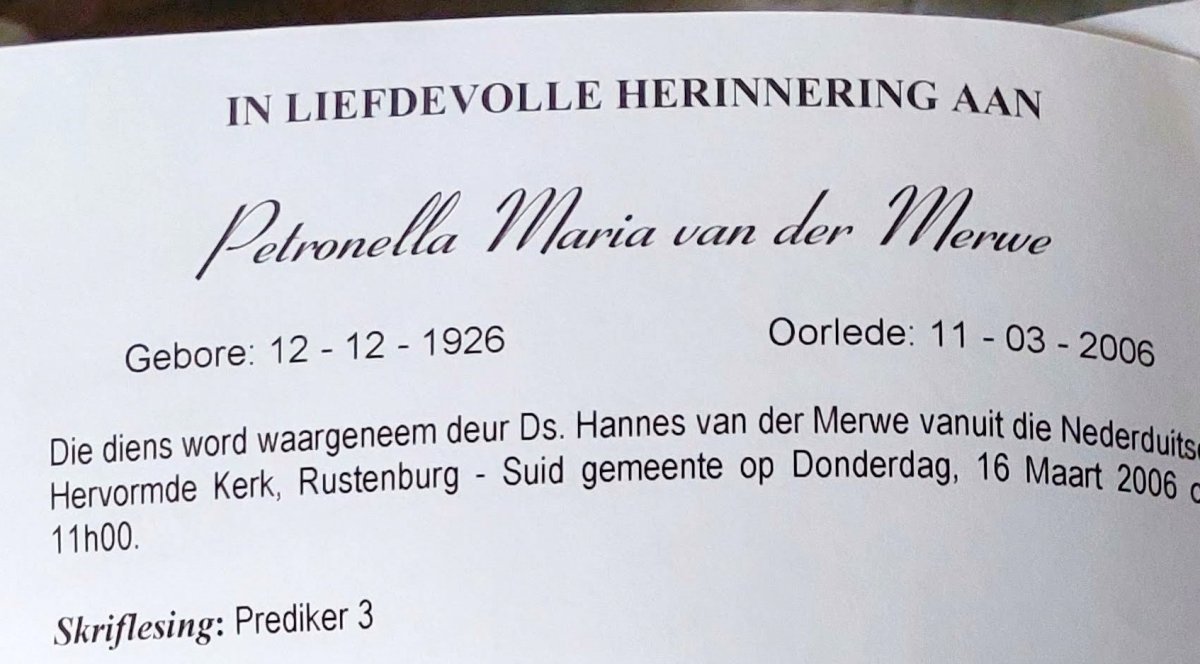 IN LIEFDEVOLLE HERINNERING AAN
Petronella Maria van der Merwe
Gebore: 12 - 12 - 1926 Oorlede: 11 - 03 - 2006
Die diens word waargeneem deur Ds. Hannes van der Merwe vanuit die
Hervormde Kerk, Rustenburg - Suid gemeente op Donderdag, 16 Maart 2006
11h00.
Skriflesing: Prediker 3